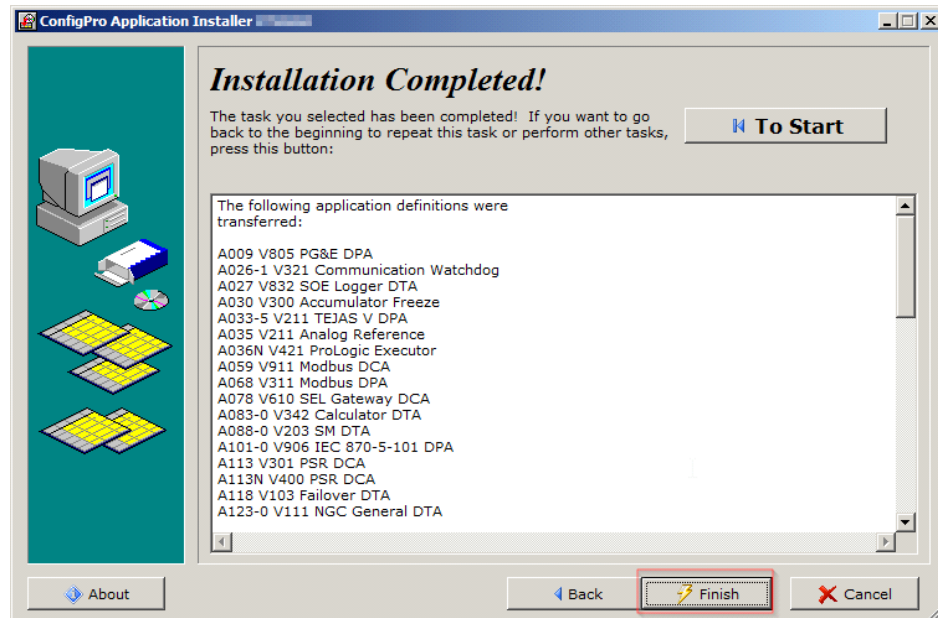 ConfigPro Application Installer
Installation Completed!
The task you selected has been completed! If you want to go
back to the beginning to repeat this task or perform other tasks,
press this button:
To Start
The following application definitions were
transferred:
A009 V805 PG&E DPA
A026-1 V321 Communication Watchdog
A027 V832 SOE Logger DTA
A030 V300 Accumulator Freeze
A033-5 V211 TEJAS V DPA
A035 V211 Analog Reference
A036N V421 ProLogic Executor
A059 V911 Modbus DCA
A068 V311 Modbus DPA
A078 V610 SEL Gateway DCA
A083-0 V342 Calculator DTA
A088-0 V203 SM DTA
A101-0 V906 IEC 870-5-101 DPA
A113 V301 PSR DCA
A113N V400 PSR DCA
A118 V103 Failover DTA
A123-0 V111 NGC General DTA
About
Back
Finish
Cancel